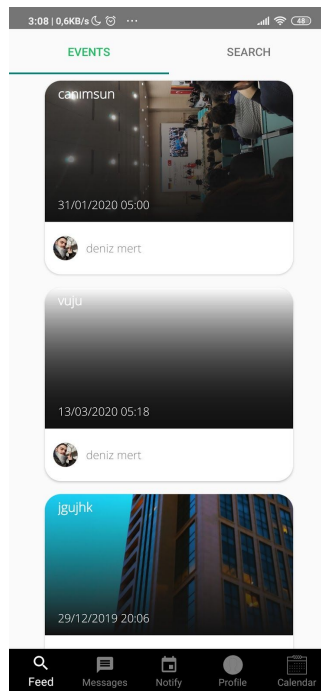 3:08 | 0,6KB/s ... 48
EVENTS SEARCH
canimsun
31/01/2020 05:00
deniz mert
vuju
13/03/2020 05:18
deniz mert
jgujhk
29/12/2019 20:06
Feed Messages Notify Profile Calendar